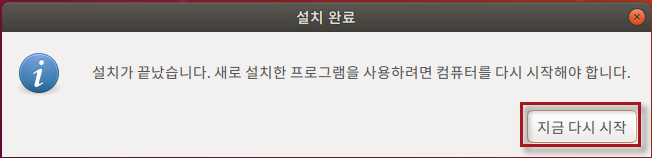 설치 완료
설치가 끝났습니다. 새로 설치한 프로그램을 사용하려면 컴퓨터를 다시 시작해야 합니다.
지금 다시 시작